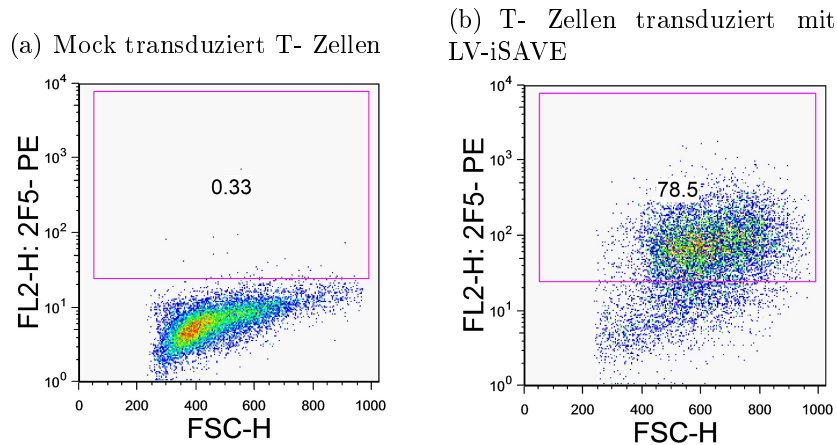 (a) Mock transduziert T- Zellen
(b) T- Zellen transduziert mit
LV-iSAVE
10^4
10^3
10^2
10^1
10^0
FL2-H: 2F5- PE
0.33
0 200 400 600 800 1000
FSC-H
10^4
10^3
10^2
10^1
10^0
FL2-H: 2F5- PE
78.5
0 200 400 600 800 1000
FSC-H